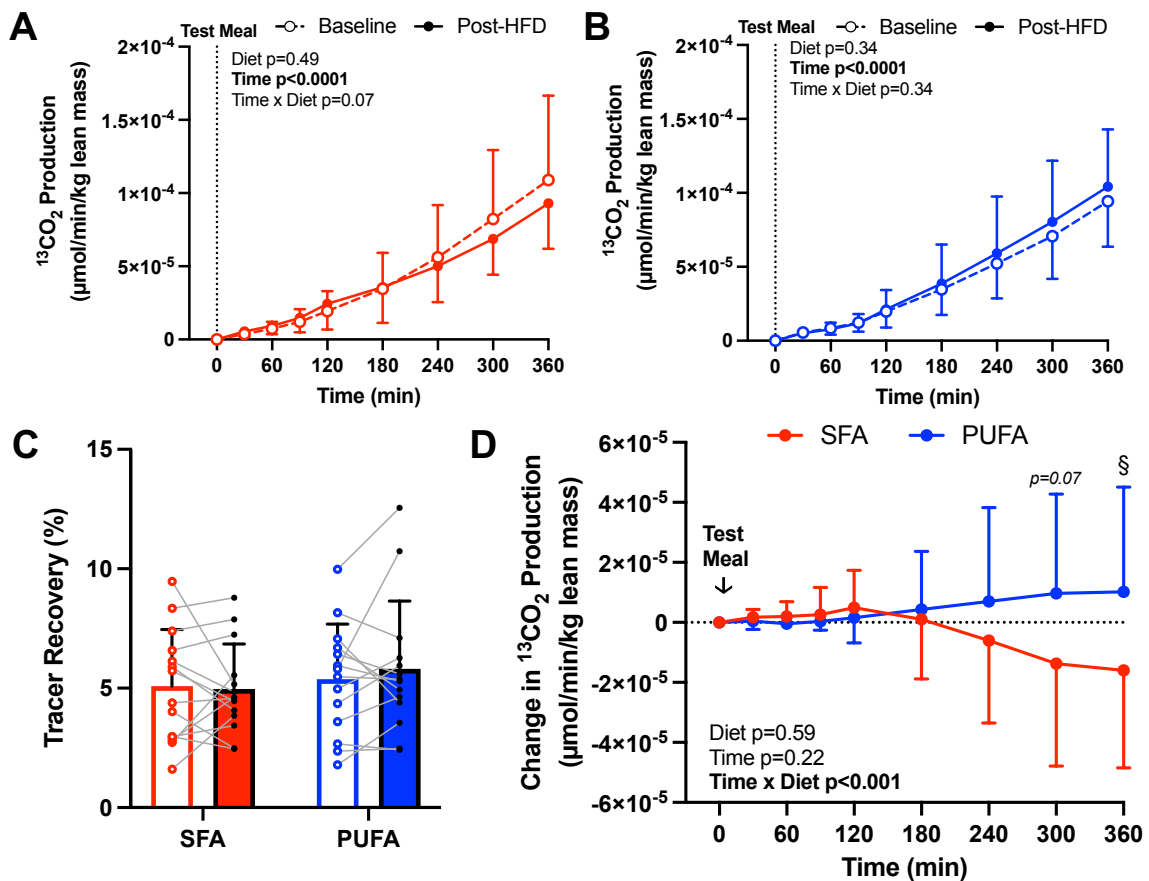 A
Test Meal
Baseline
Post-HFD
Diet p=0.49
Time p<0.0001
Time x Diet p=0.07
2×10⁻⁴
1.5×10⁻⁴
1×10⁻⁴
5×10⁻⁵
0
¹³CO₂ Production
(µmol/min/kg lean mass)
0 60 120 180 240 300 360
Time (min)
B
Test Meal
Baseline
Post-HFD
Diet p=0.34
Time p<0.0001
Time x Diet p=0.34
2×10⁻⁴
1.5×10⁻⁴
1×10⁻⁴
5×10⁻⁵
0
¹³CO₂ Production
(µmol/min/kg lean mass)
0 60 120 180 240 300 360
Time (min)
C
15
10
5
0
Tracer Recovery (%)
SFA PUFA
D
SFA
PUFA
6×10⁻⁵
4×10⁻⁵
2×10⁻⁵
0
-2×10⁻⁵
-4×10⁻⁵
-6×10⁻⁵
Change in ¹³CO₂ Production
(µmol/min/kg lean mass)
Test
Meal
↓
p=0.07
§
Diet p=0.59
Time p=0.22
Time x Diet p<0.001
0 60 120 180 240 300 360
Time (min)